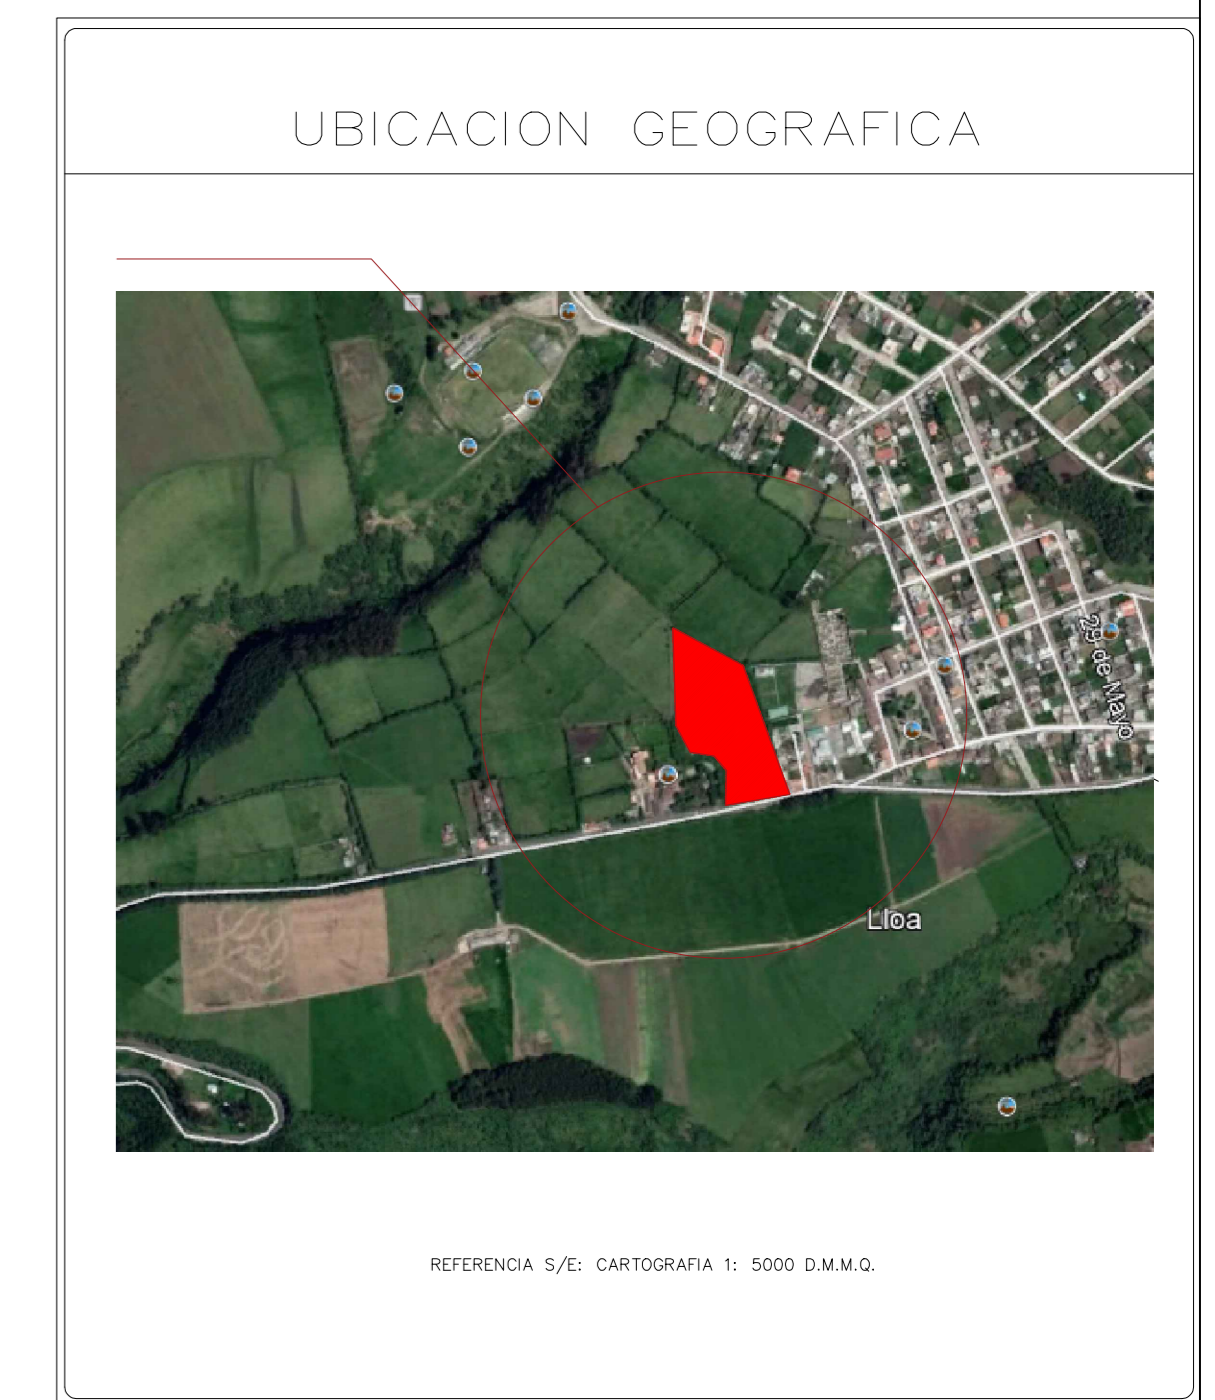 UBICACION GEOGRAFICA
29 de Mayo
Lloa
REFERENCIA S/E: CARTOGRAFIA 1: 5000 D.M.M.Q.